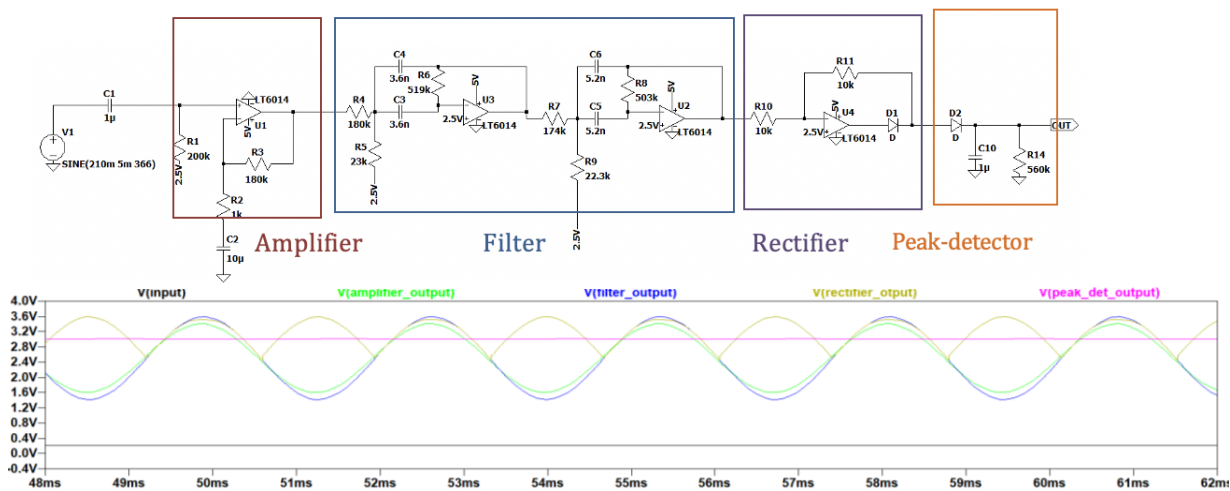 C1
1µ
V1
SINE(210m 5m 366)
R1
200k
2.5V
LT6014
U1
5V
R3
180k
R2
1k
C2
10µ
Amplifier
R4
180k
R5
23k
2.5V
C4
3.6n
R6
519k
C3
3.6n
5V
U3
2.5V
LT6014
R7
174k
C6
5.2n
R8
503k
C5
5.2n
5V
U2
2.5V
LT6014
R9
22.3k
2.5V
Filter
R10
10k
R11
10k
5V
U4
2.5V
LT6014
D1
D
Rectifier
D2
D
C10
1µ
R14
560k
OUT
Peak-detector
V(input) V(amplifier_output) V(filter_output) V(rectifier_otput) V(peak_det_output)
4.0V
3.6V
3.2V
2.8V
2.4V
2.0V
1.6V
1.2V
0.8V
0.4V
0.0V
-0.4V
48ms 49ms 50ms 51ms 52ms 53ms 54ms 55ms 56ms 57ms 58ms 59ms 60ms 61ms 62ms